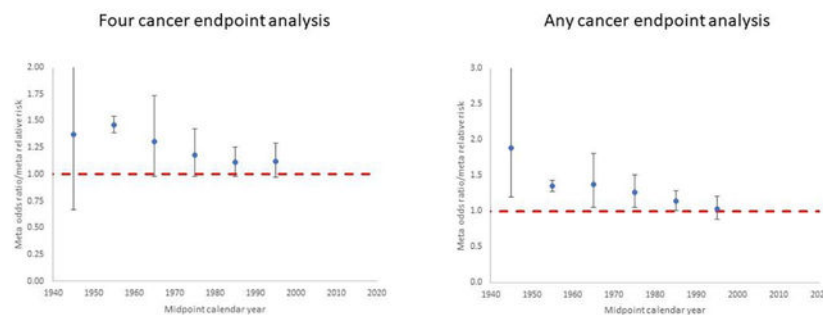 Four cancer endpoint analysis
Meta odds ratio/meta relative risk
2.00
1.75
1.50
1.25
1.00
0.75
0.50
0.25
0.00
1940 1950 1960 1970 1980 1990 2000 2010 2020
Midpoint calendar year
Any cancer endpoint analysis
Meta odds ratio/meta relative risk
3.0
2.5
2.0
1.5
1.0
0.5
0.0
1940 1950 1960 1970 1980 1990 2000 2010 202
Midpoint calendar year